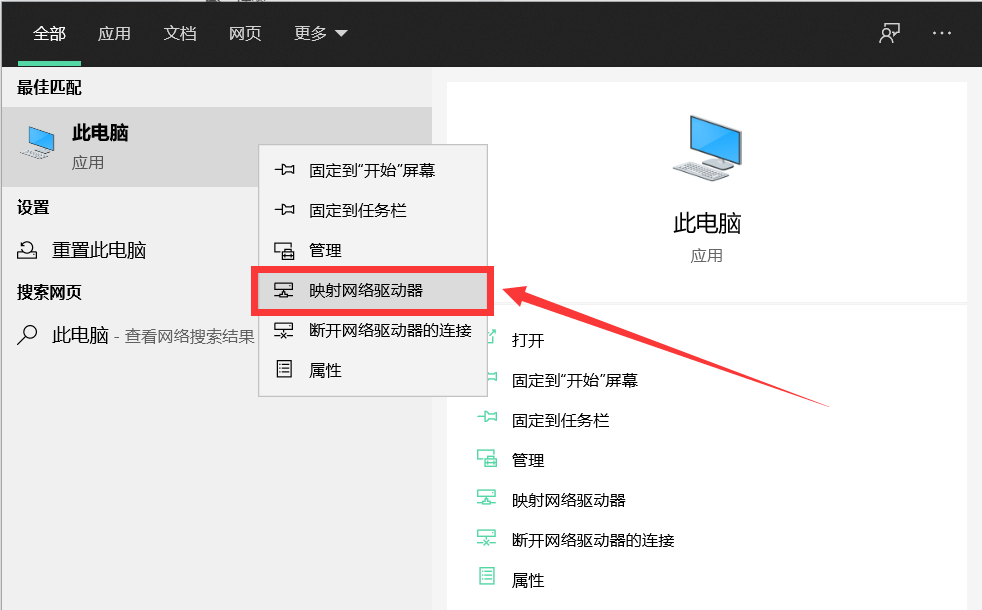 全部 应用 文档 网页 更多
最佳匹配
此电脑
应用
设置
重置此电脑
搜索网页
此电脑 - 查看网络搜索结果
固定到“开始”屏幕
固定到任务栏
管理
映射网络驱动器
断开网络驱动器的连接
属性
此电脑
应用
打开
固定到“开始”屏幕
固定到任务栏
管理
映射网络驱动器
断开网络驱动器的连接
属性